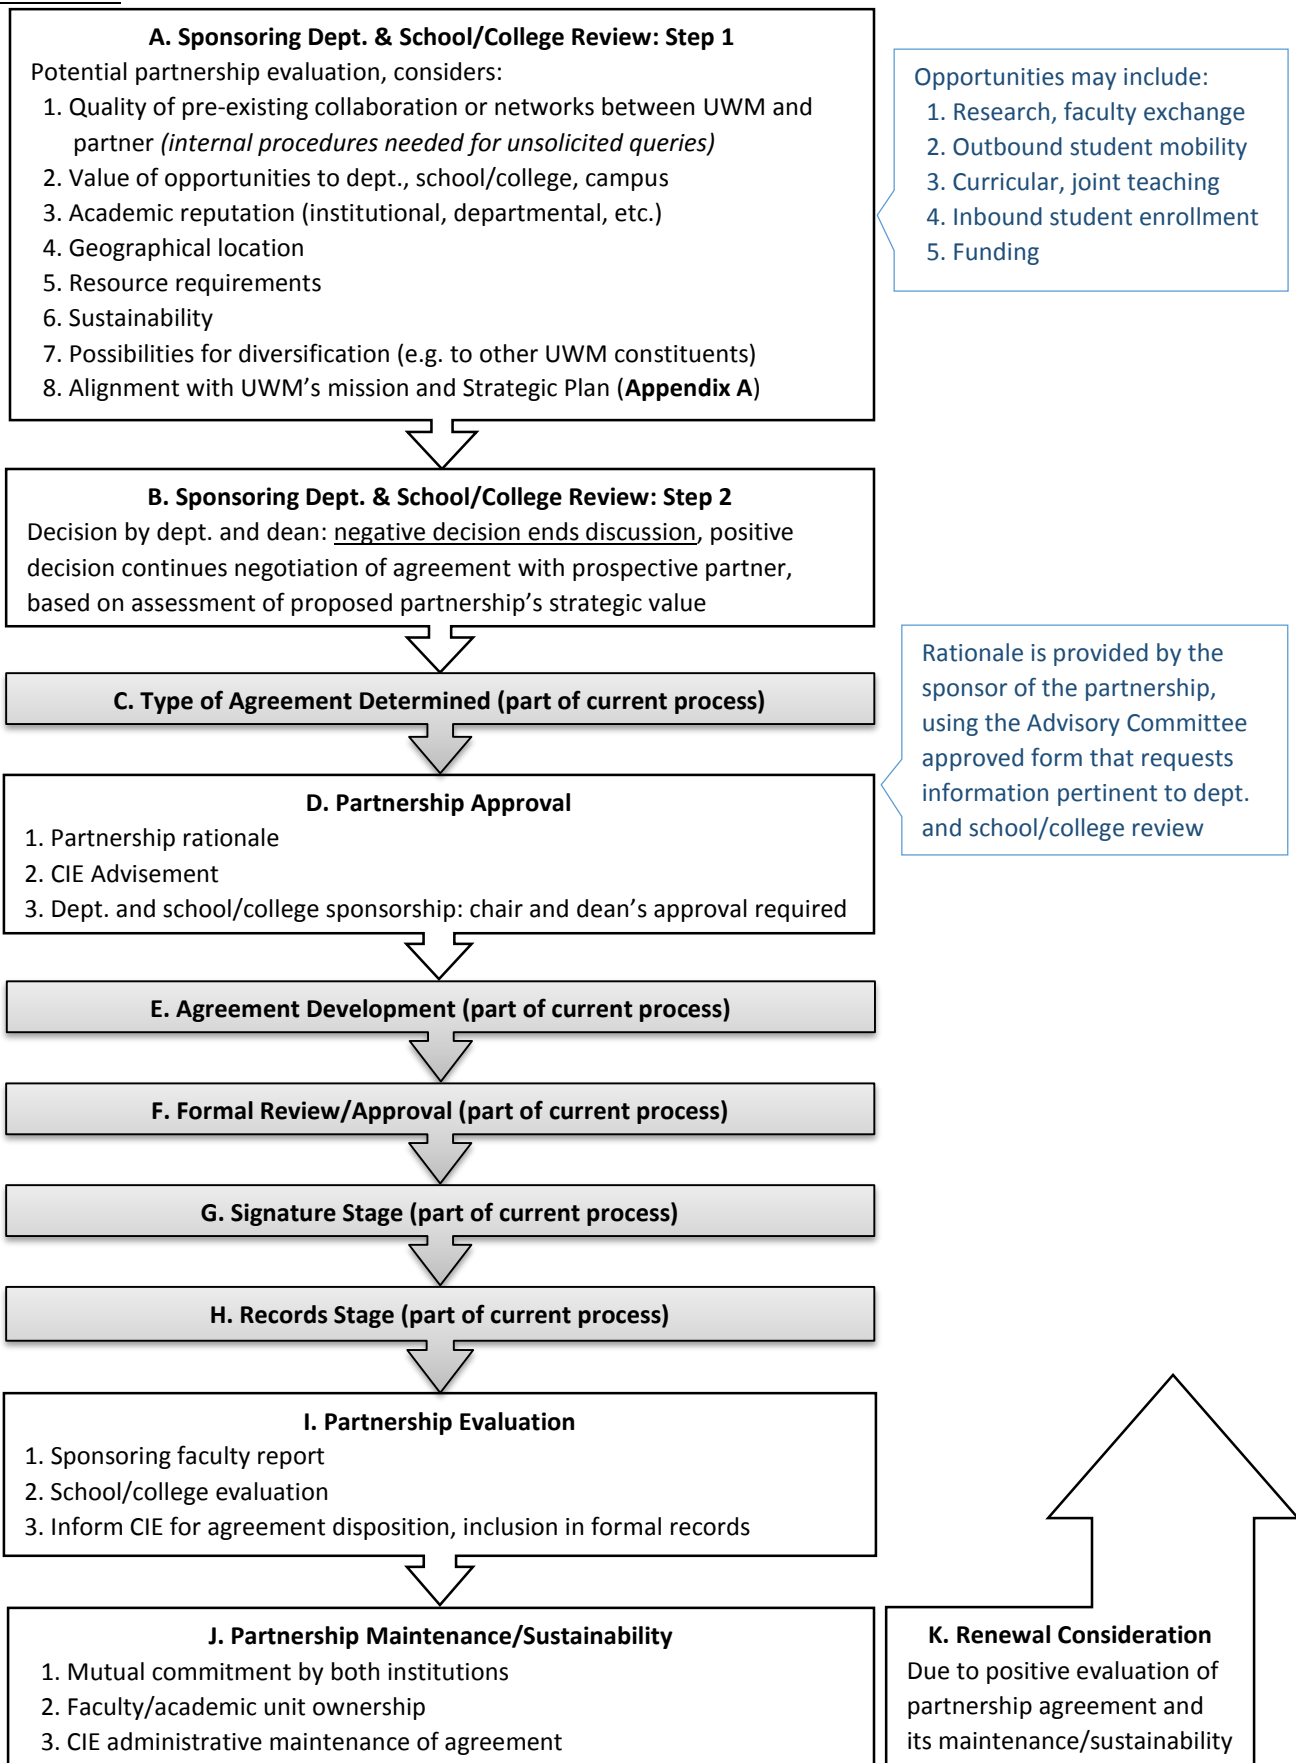 A. Sponsoring Dept. & School/College Review: Step 1
Potential partnership evaluation, considers:
1. Quality of pre-existing collaboration or networks between UWM and
partner (internal procedures needed for unsolicited queries)
2. Value of opportunities to dept., school/college, campus
3. Academic reputation (institutional, departmental, etc.)
4. Geographical location
5. Resource requirements
6. Sustainability
7. Possibilities for diversification (e.g. to other UWM constituents)
8. Alignment with UWM’s mission and Strategic Plan (Appendix A)
Opportunities may include:
1. Research, faculty exchange
2. Outbound student mobility
3. Curricular, joint teaching
4. Inbound student enrollment
5. Funding
B. Sponsoring Dept. & School/College Review: Step 2
Decision by dept. and dean: negative decision ends discussion, positive
decision continues negotiation of agreement with prospective partner,
based on assessment of proposed partnership’s strategic value
C. Type of Agreement Determined (part of current process)
Rationale is provided by the
sponsor of the partnership,
using the Advisory Committee
approved form that requests
information pertinent to dept.
and school/college review
D. Partnership Approval
1. Partnership rationale
2. CIE Advisement
3. Dept. and school/college sponsorship: chair and dean’s approval required
E. Agreement Development (part of current process)
F. Formal Review/Approval (part of current process)
G. Signature Stage (part of current process)
H. Records Stage (part of current process)
I. Partnership Evaluation
1. Sponsoring faculty report
2. School/college evaluation
3. Inform CIE for agreement disposition, inclusion in formal records
J. Partnership Maintenance/Sustainability
1. Mutual commitment by both institutions
2. Faculty/academic unit ownership
3. CIE administrative maintenance of agreement
K. Renewal Consideration
Due to positive evaluation of
partnership agreement and
its maintenance/sustainability